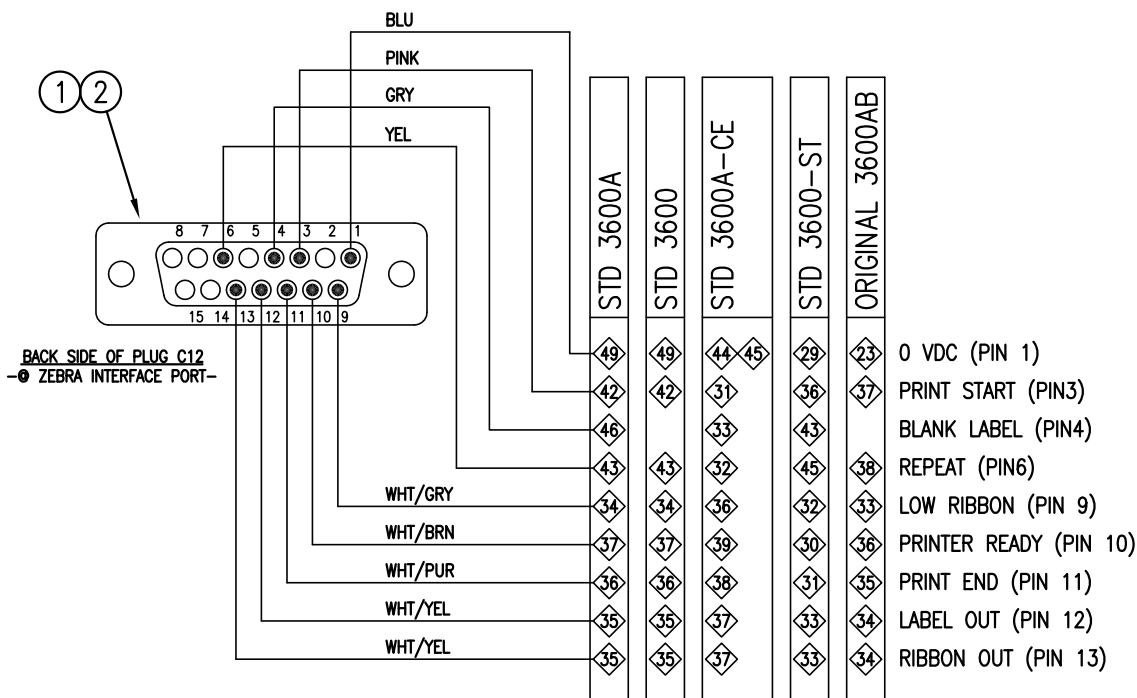 BLU
PINK
GRY
YEL
1 2
STD 3600A
STD 3600
STD 3600A-CE
STD 3600-ST
ORIGINAL 3600AB
8 7 6 5 4 3 2 1
15 14 13 12 11 10 9
BACK SIDE OF PLUG C12
-@ ZEBRA INTERFACE PORT-
49 49 44 45 29 23 0 VDC (PIN 1)
42 42 31 36 37 PRINT START (PIN3)
46 33 43 BLANK LABEL (PIN4)
43 43 32 45 38 REPEAT (PIN6)
WHT/GRY 34 34 36 32 33 LOW RIBBON (PIN 9)
WHT/BRN 37 37 39 30 36 PRINTER READY (PIN 10)
WHT/PUR 36 36 38 31 35 PRINT END (PIN 11)
WHT/YEL 35 35 37 33 34 LABEL OUT (PIN 12)
WHT/YEL 35 35 37 33 34 RIBBON OUT (PIN 13)